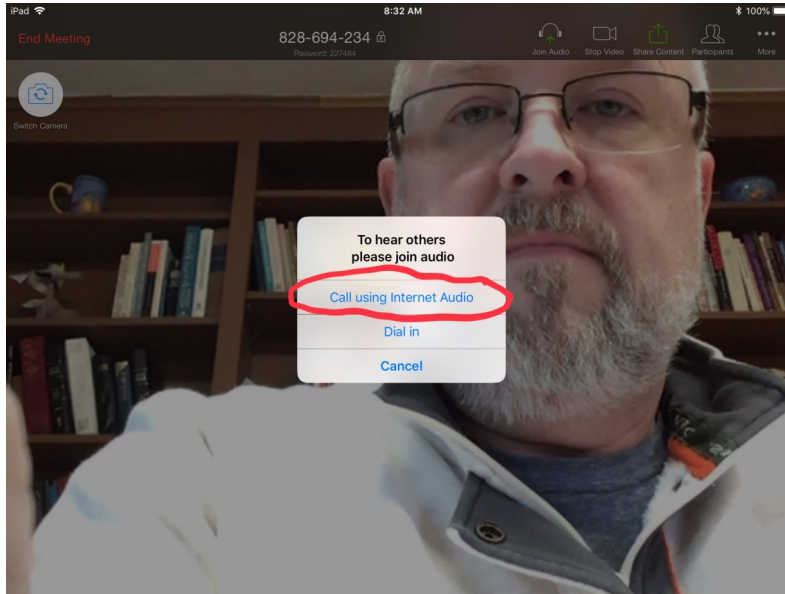 iPad
8:32 AM
100%
End Meeting
828-694-234
Password: 227484
Join Audio
Stop Video
Share Content
Participants
More
Switch Camera
To hear others
please join audio
Call using Internet Audio
Dial in
Cancel